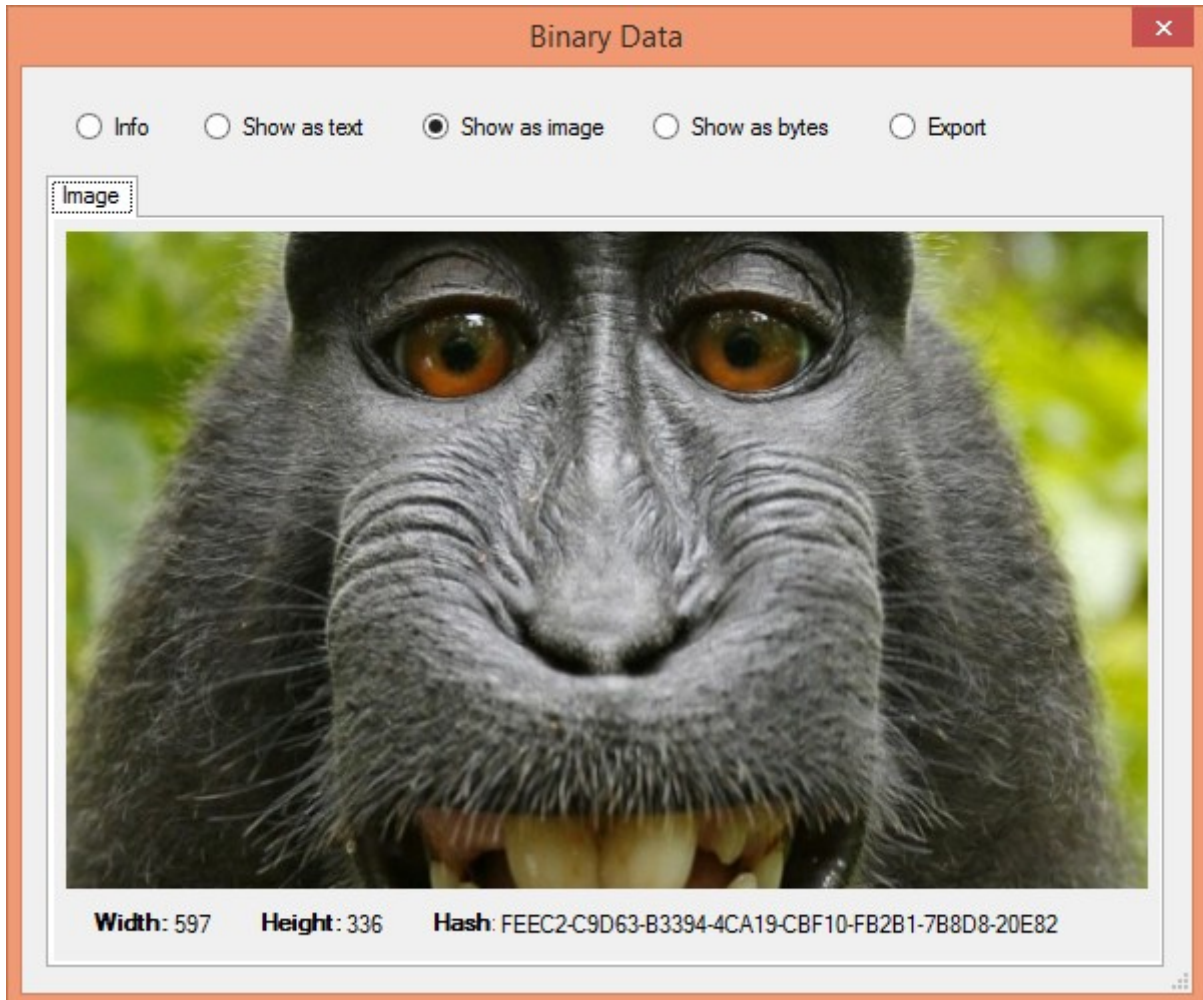 Binary Data
Info Show as text Show as image Show as bytes Export
Image
Width: 597 Height: 336 Hash: FEEC2-C9D63-B3394-4CA19-CBF10-FB2B1-7B8D8-20E82